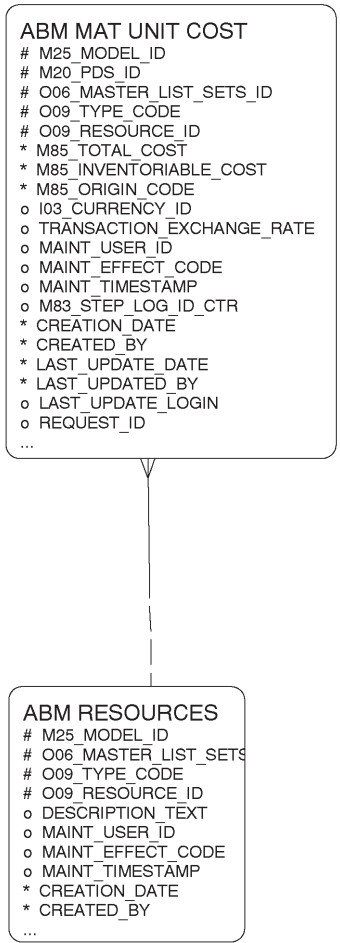 ABM MAT UNIT COST
# M25_MODEL_ID
# M20_PDS_ID
# O06_MASTER_LIST_SETS_ID
# O09_TYPE_CODE
# O09_RESOURCE_ID
* M85_TOTAL_COST
* M85_INVENTORIABLE_COST
* M85_ORIGIN_CODE
o I03_CURRENCY_ID
o TRANSACTION_EXCHANGE_RATE
o MAINT_USER_ID
o MAINT_EFFECT_CODE
o MAINT_TIMESTAMP
o M83_STEP_LOG_ID_CTR
* CREATION_DATE
* CREATED_BY
* LAST_UPDATE_DATE
* LAST_UPDATED_BY
o LAST_UPDATE_LOGIN
o REQUEST_ID
...
ABM RESOURCES
# M25_MODEL_ID
# O06_MASTER_LIST_SETS
# O09_TYPE_CODE
# O09_RESOURCE_ID
o DESCRIPTION_TEXT
o MAINT_USER_ID
o MAINT_EFFECT_CODE
o MAINT_TIMESTAMP
* CREATION_DATE
* CREATED_BY
...